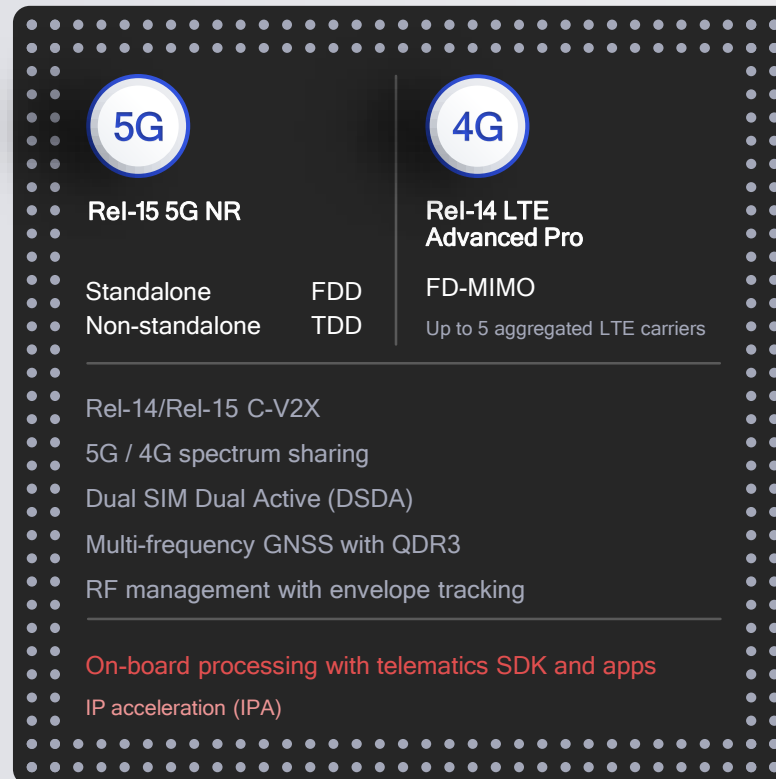 5G
Rel-15 5G NR
Standalone FDD
Non-standalone TDD
4G
Rel-14 LTE
Advanced Pro
FD-MIMO
Up to 5 aggregated LTE carriers
Rel-14/Rel-15 C-V2X
5G / 4G spectrum sharing
Dual SIM Dual Active (DSDA)
Multi-frequency GNSS with QDR3
RF management with envelope tracking
On-board processing with telematics SDK and apps
IP acceleration (IPA)